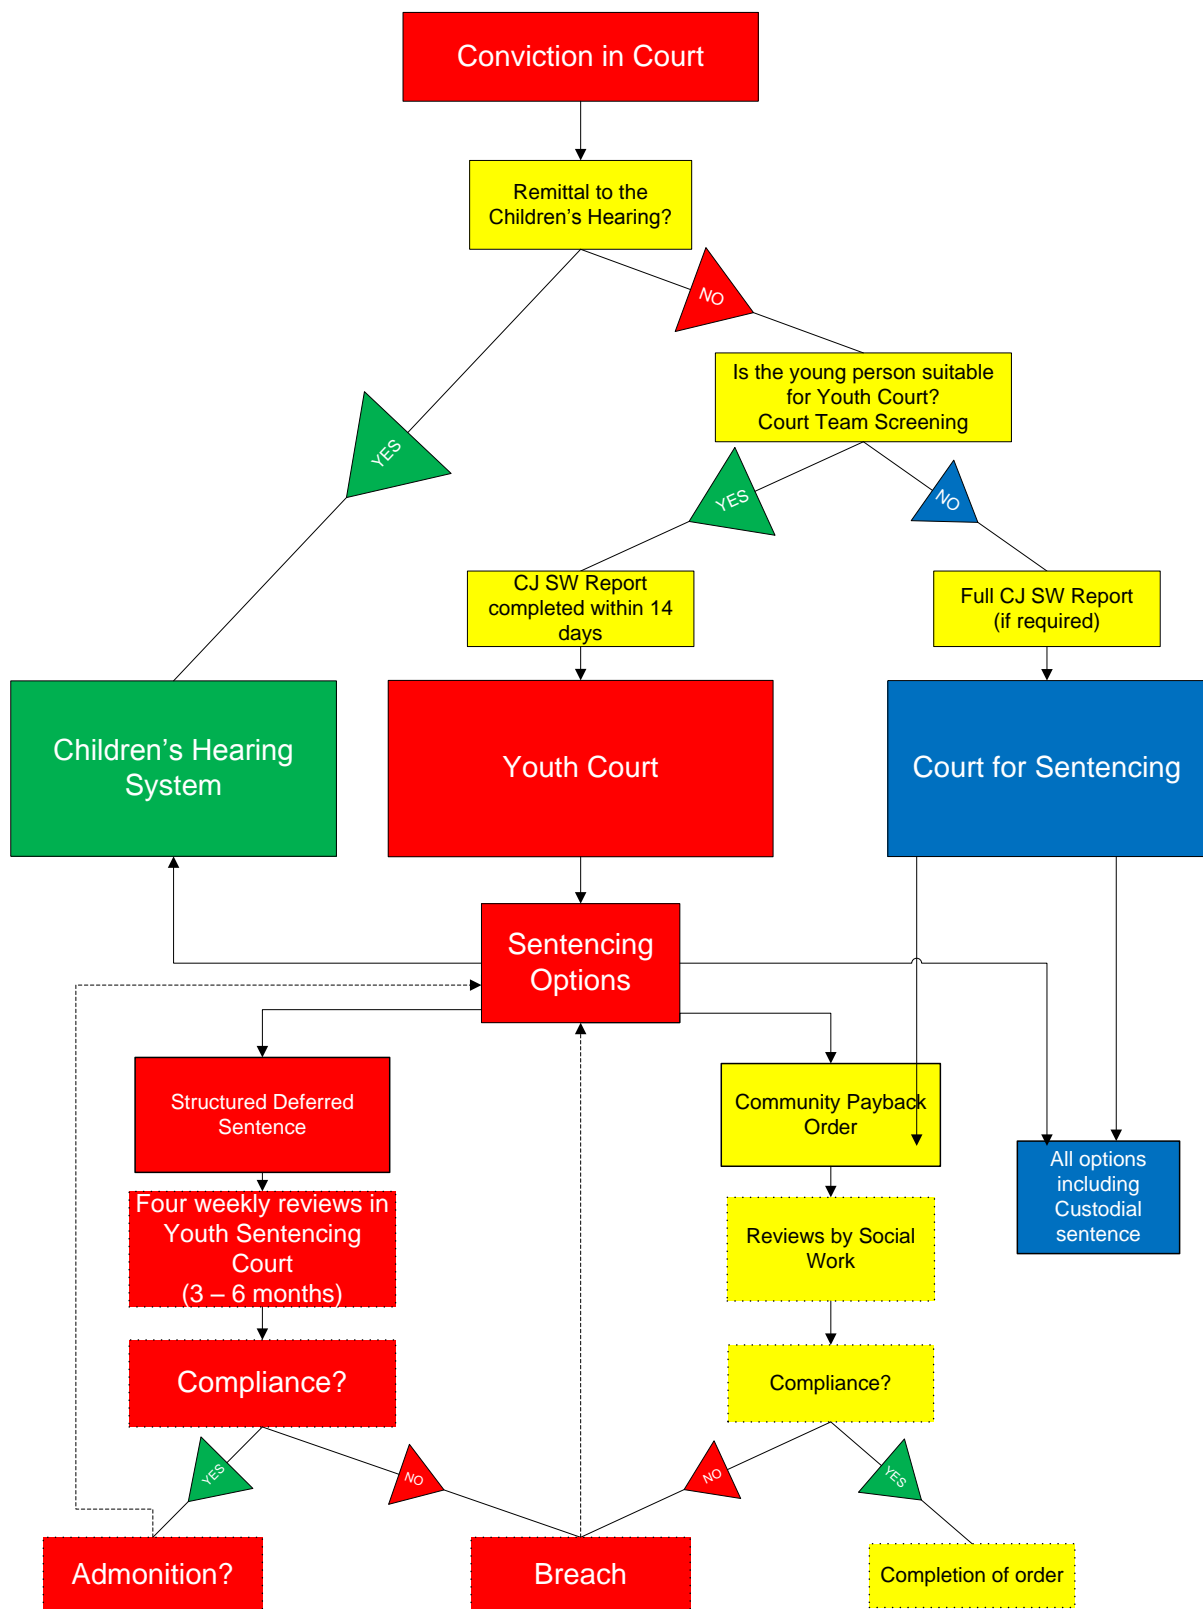 Conviction in Court
Remittal to the
Children’s Hearing?
NO
YES
Is the young person suitable
for Youth Court?
Court Team Screening
YES
NO
CJ SW Report
completed within 14
days
Full CJ SW Report
(if required)
Children’s Hearing
System
Youth Court
Court for Sentencing
Sentencing
Options
Structured Deferred
Sentence
Community Payback
Order
All options
including
Custodial
sentence
Four weekly reviews in
Youth Sentencing
Court
(3 – 6 months)
Reviews by Social
Work
Compliance?
Compliance?
YES
NO
NO
YES
Admonition?
Breach
Completion of order